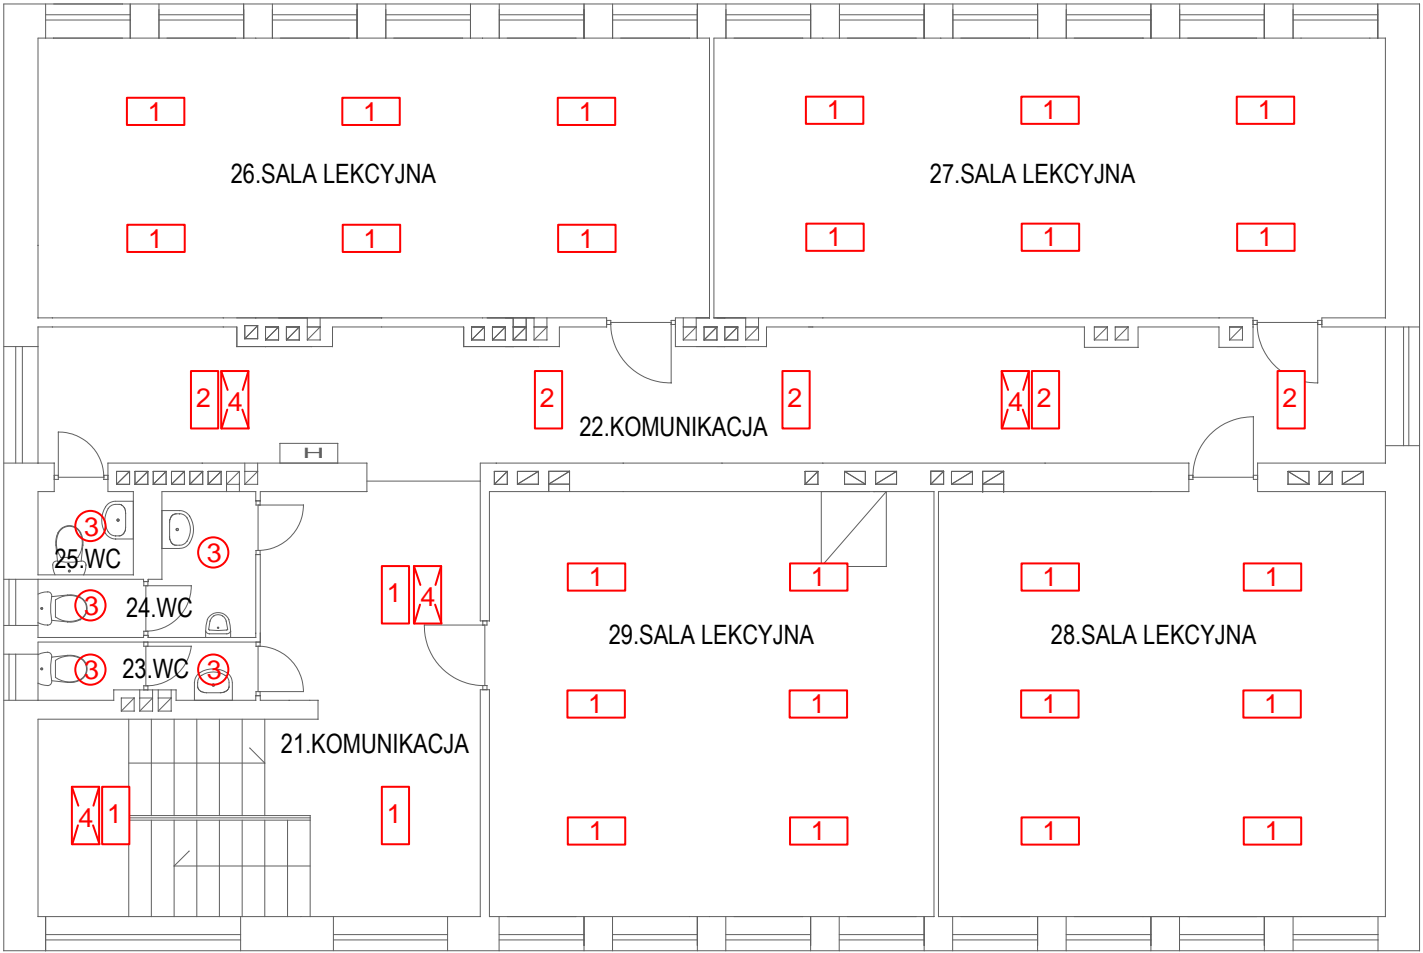 1 1 1 1 1 1
26.SALA LEKCYJNA 27.SALA LEKCYJNA
1 1 1 1 1 1
2 4 2 2 4 2 2
22.KOMUNIKACJA
H
3 3
25.WC
1 4 1 1 1 1
3 24.WC
29.SALA LEKCYJNA 28.SALA LEKCYJNA
3 23.WC 3
1 1 1 1
21.KOMUNIKACJA
4 1 1 1 1 1 1